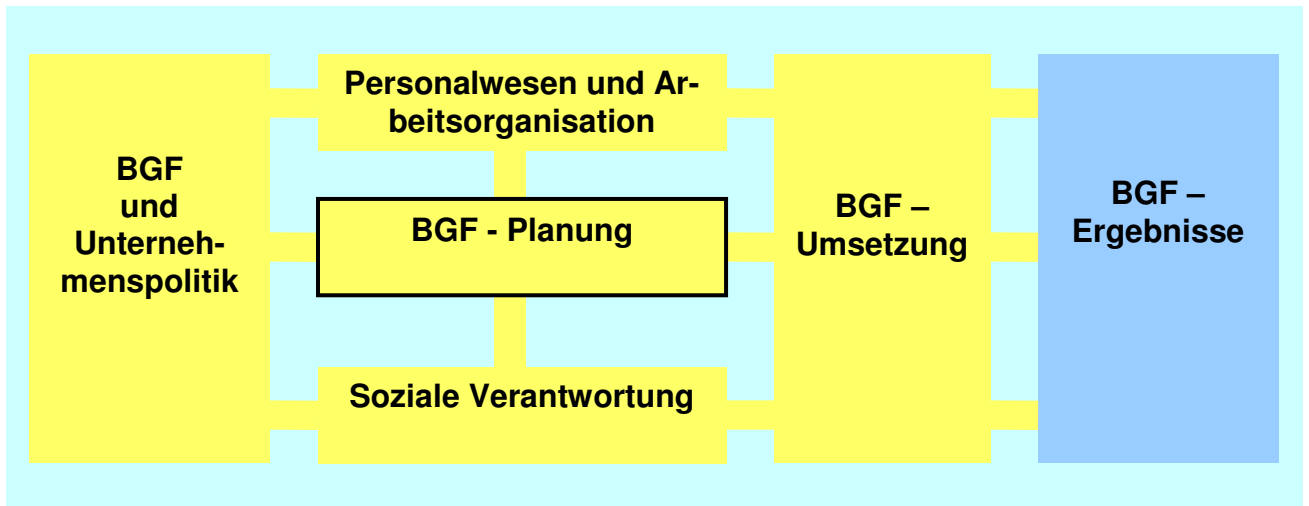 BGF
und
Unterneh-
menspolitik
Personalwesen und Ar-
beitsorganisation
BGF - Planung
Soziale Verantwortung
BGF –
Umsetzung
BGF –
Ergebnisse